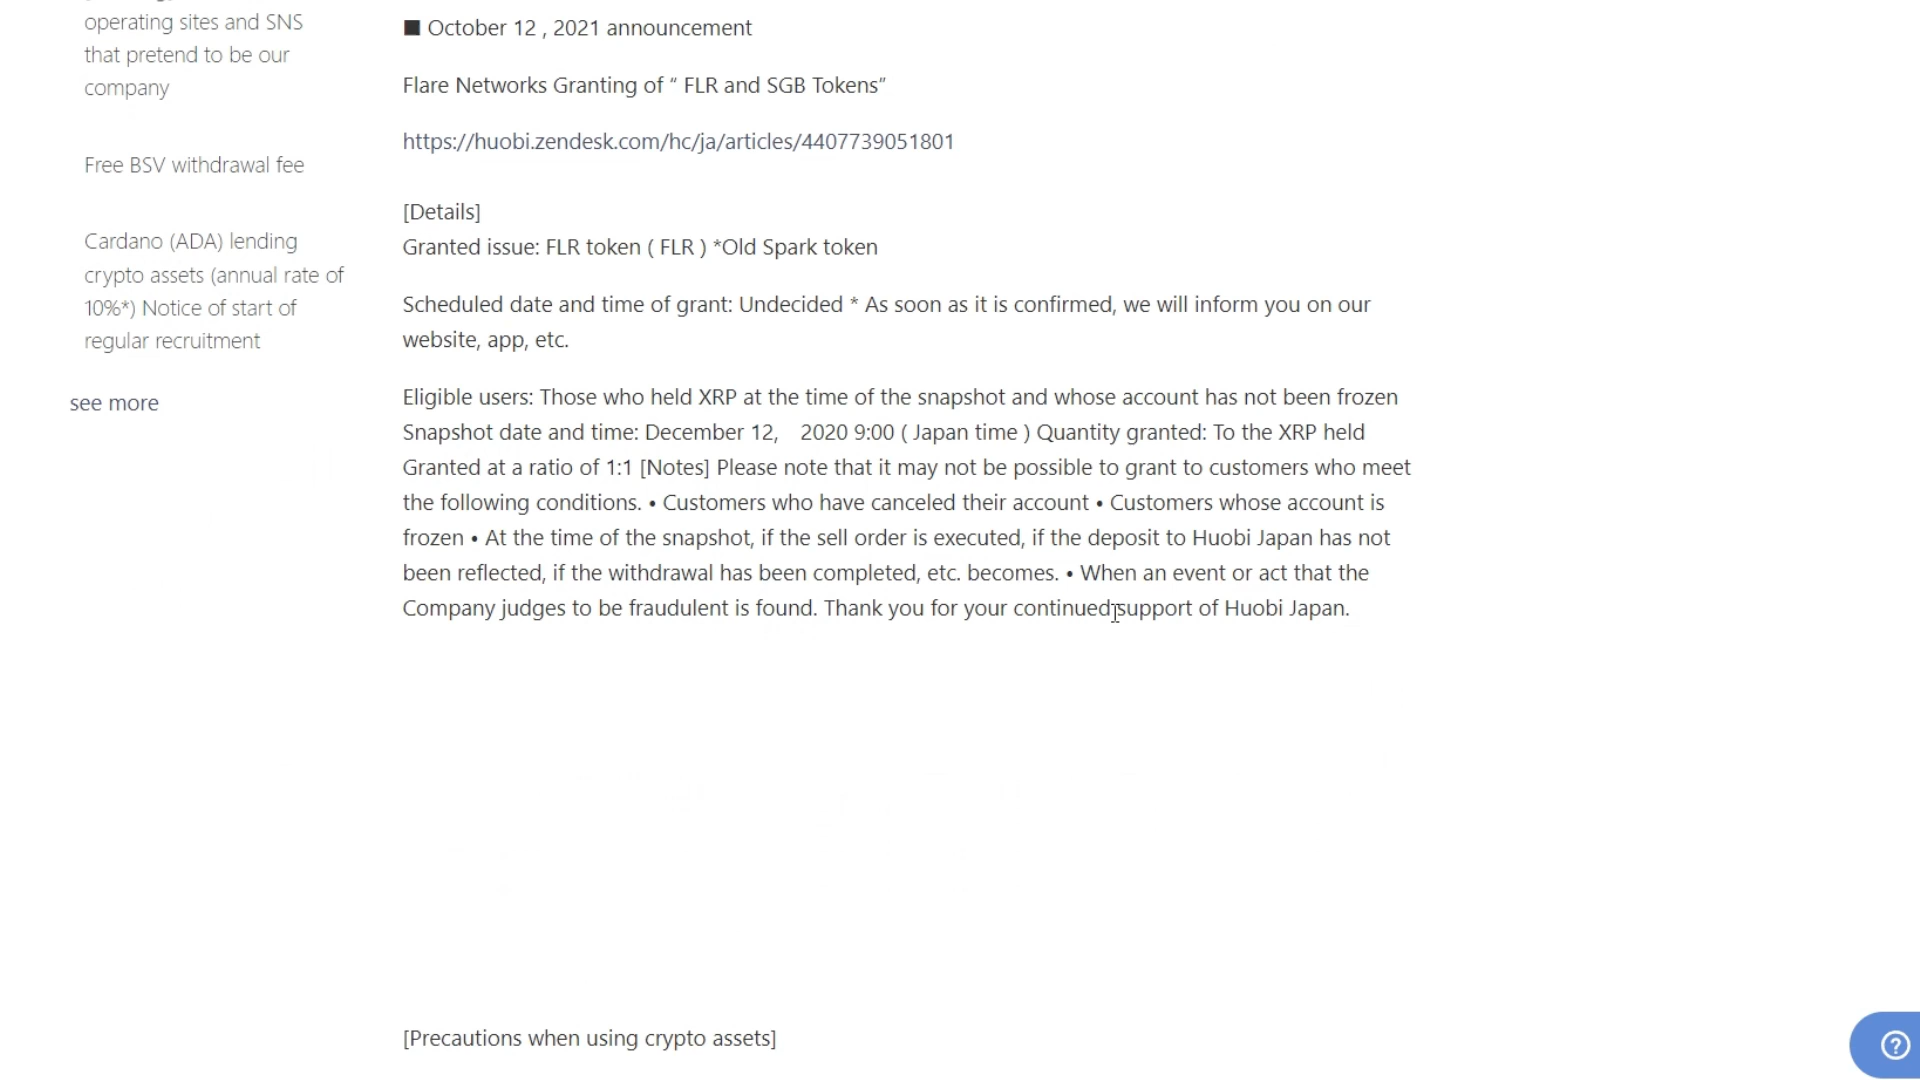 operating sites and SNS
that pretend to be our
company
Free BSV withdrawal fee
Cardano (ADA) lending
crypto assets (annual rate of
10%*) Notice of start of
regular recruitment
see more
■ October 12 , 2021 announcement
Flare Networks Granting of “ FLR and SGB Tokens”
https://huobi.zendesk.com/hc/ja/articles/4407739051801
[Details]
Granted issue: FLR token ( FLR ) *Old Spark token
Scheduled date and time of grant: Undecided * As soon as it is confirmed, we will inform you on our
website, app, etc.
Eligible users: Those who held XRP at the time of the snapshot and whose account has not been frozen
Snapshot date and time: December 12, 2020 9:00 ( Japan time ) Quantity granted: To the XRP held
Granted at a ratio of 1:1 [Notes] Please note that it may not be possible to grant to customers who meet
the following conditions. • Customers who have canceled their account • Customers whose account is
frozen • At the time of the snapshot, if the sell order is executed, if the deposit to Huobi Japan has not
been reflected, if the withdrawal has been completed, etc. becomes. • When an event or act that the
Company judges to be fraudulent is found. Thank you for your continued support of Huobi Japan.
[Precautions when using crypto assets]
?